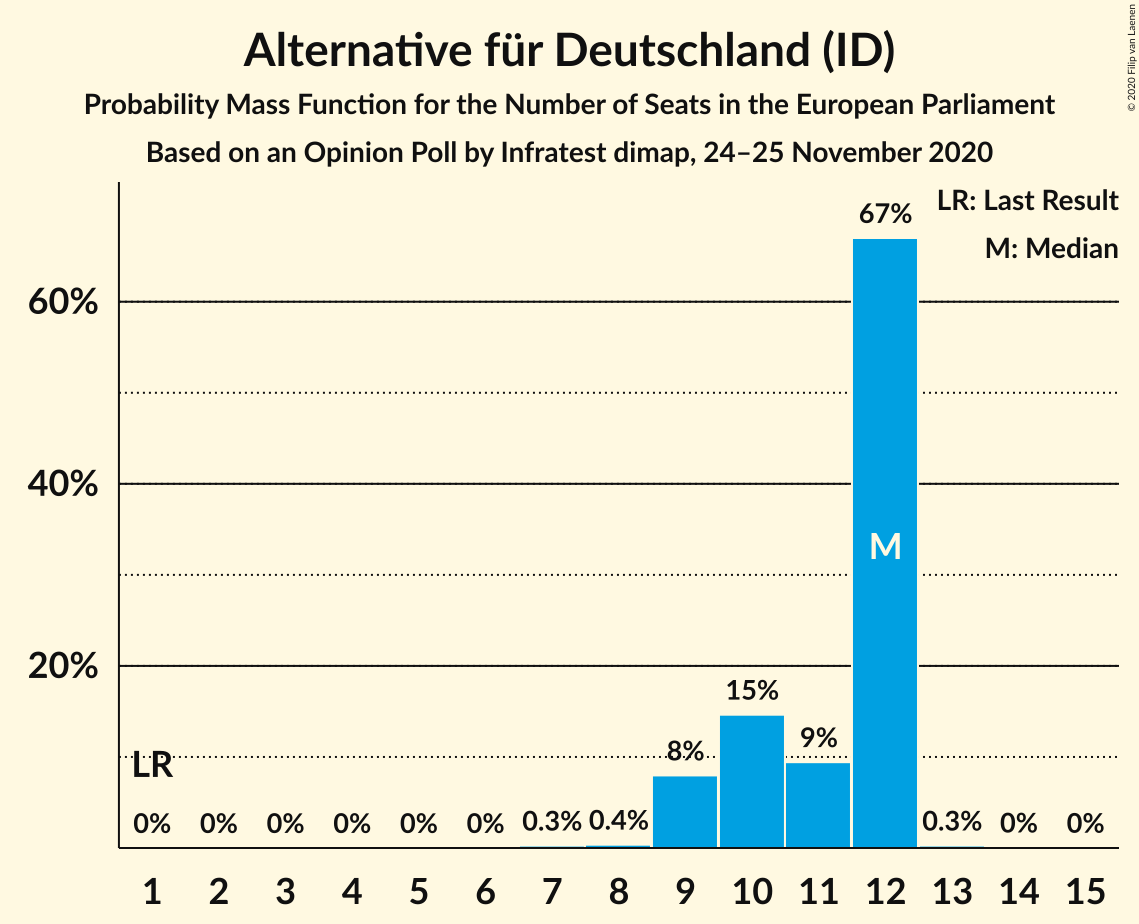 Alternative für Deutschland (ID)
Probability Mass Function for the Number of Seats in the European Parliament
Based on an Opinion Poll by Infratest dimap, 24–25 November 2020
© 2020 Filip van Laenen
LR: Last Result
M: Median
67%
60%
40%
M
20%
15%
9%
8%
LR
0% 0% 0% 0% 0% 0% 0.3% 0.4% 0.3% 0% 0%
1 2 3 4 5 6 7 8 9 10 11 12 13 14 15